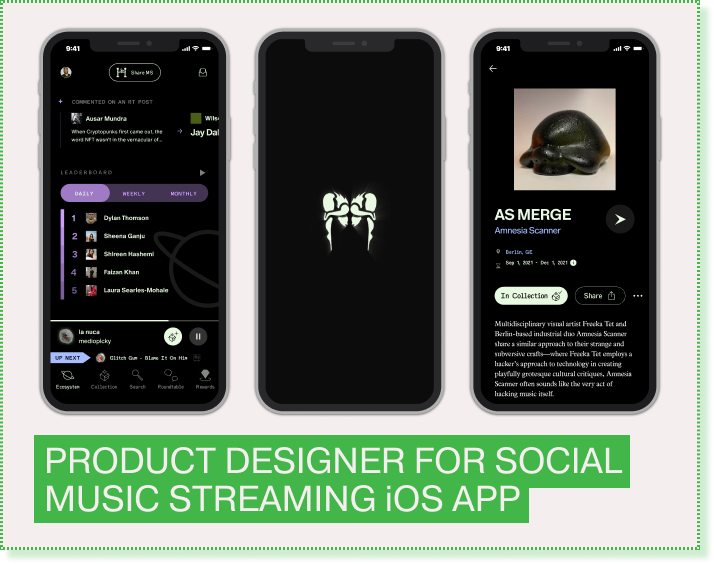 9:41
Share MS
COMMENTED ON AN RT POST
Ausar Mundra
When Cryptopunks first came out, the
word NFT wasn't in the vernacular of...
Wils
Jay Dal
LEADERBOARD
DAILY WEEKLY MONTHLY
1 Dylan Thomson
2 Sheena Ganju
3 Shireen Hashemi
4 Faizan Khan
5 Laura Searles-Mohale
la nuca
mediopicky
UP NEXT Glitch Gum - Blame It On Him
Ecosystem Collection Search Roundtable Rewards
9:41
AS MERGE
Amnesia Scanner
Berlin, GE
Sep 1, 2021 - Dec 1, 2021
In Collection Share
Multidisciplinary visual artist Freeka Tet and
Berlin-based industrial duo Amnesia Scanner
share a similar approach to their strange and
subversive crafts—where Freeka Tet employs a
hacker's approach to technology in creating
playfully grotesque cultural critiques, Amnesia
Scanner often sounds like the very act of
hacking music itself.
PRODUCT DESIGNER FOR SOCIAL
MUSIC STREAMING iOS APP